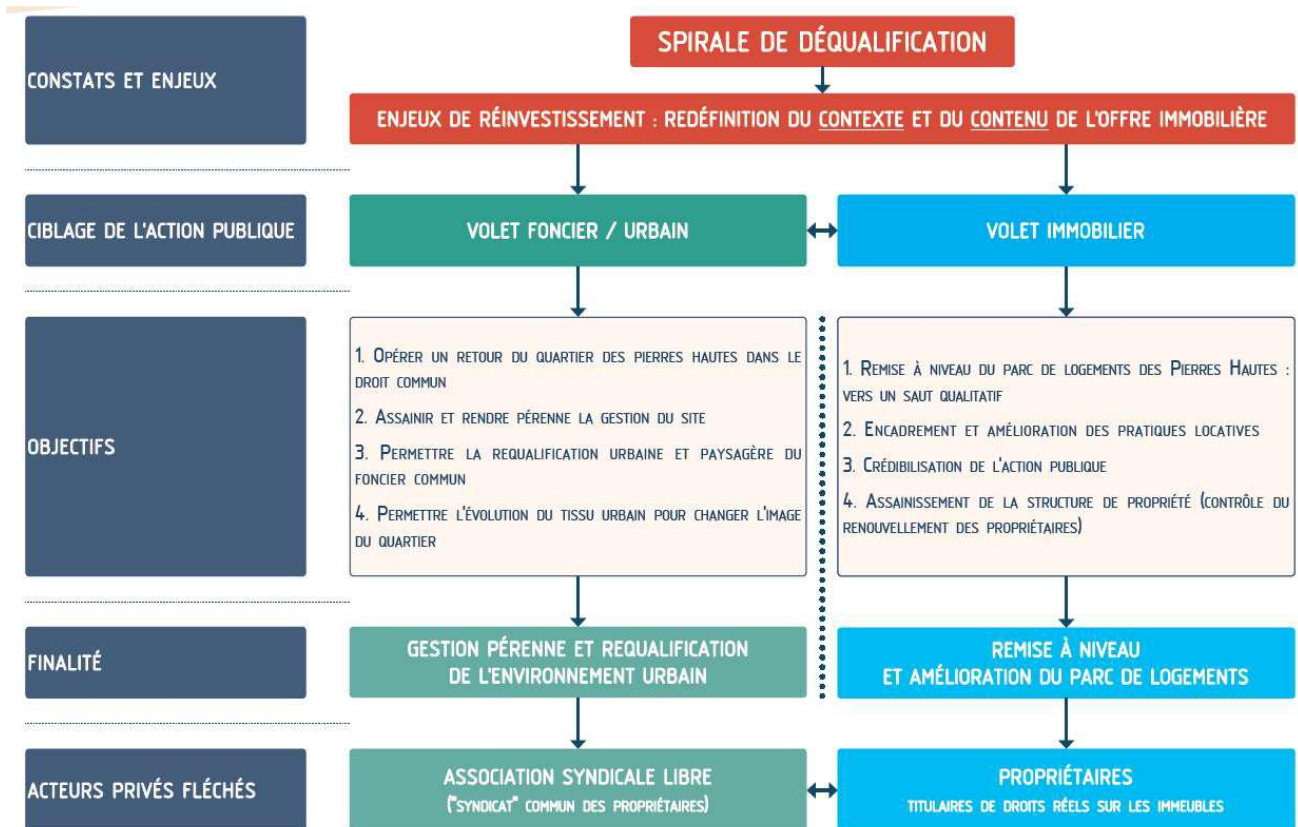 CONSTATS ET ENJEUX
SPIRALE DE DÉQUALIFICATION
ENJEUX DE RÉINVESTISSEMENT : REDÉFINITION DU CONTEXTE ET DU CONTENU DE L'OFFRE IMMOBILIÈRE
CIBLAGE DE L'ACTION PUBLIQUE
VOLET FONCIER / URBAIN
VOLET IMMOBILIER
OBJECTIFS
1. OPÉRER UN RETOUR DU QUARTIER DES PIERRES HAUTES DANS LE
DROIT COMMUN
2. ASSAINIR ET RENDRE PÉRENNE LA GESTION DU SITE
3. PERMETTRE LA REQUALIFICATION URBAINE ET PAYSAGÈRE DU
FONCIER COMMUN
4. PERMETTRE L'ÉVOLUTION DU TISSU URBAIN POUR CHANGER L'IMAGE
DU QUARTIER
1. REMISE À NIVEAU DU PARC DE LOGEMENTS DES PIERRES HAUTES :
VERS UN SAUT QUALITATIF
2. ENCADREMENT ET AMÉLIORATION DES PRATIQUES LOCATIVES
3. CRÉDIBILISATION DE L'ACTION PUBLIQUE
4. ASSAINISSEMENT DE LA STRUCTURE DE PROPRIÉTÉ (CONTRÔLE DU
RENOUVELLEMENT DES PROPRIÉTAIRES)
FINALITÉ
GESTION PÉRENNE ET REQUALIFICATION
DE L'ENVIRONNEMENT URBAIN
REMISE À NIVEAU
ET AMÉLIORATION DU PARC DE LOGEMENTS
ACTEURS PRIVÉS FLÉCHÉS
ASSOCIATION SYNDICALE LIBRE
("SYNDICAT" COMMUN DES PROPRIÉTAIRES)
PROPRIÉTAIRES
TITULAIRES DE DROITS RÉELS SUR LES IMMEUBLES